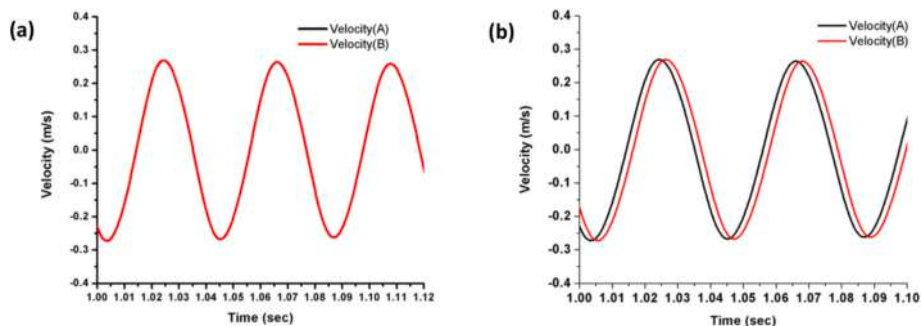 (a)
Velocity(A)
Velocity(B)
0.4
0.3
0.2
0.1
0.0
-0.1
-0.2
-0.3
-0.4
Velocity (m/s)
1.00 1.01 1.02 1.03 1.04 1.05 1.06 1.07 1.08 1.09 1.10 1.11 1.12
Time (sec)
(b)
Velocity(A)
Velocity(B)
0.4
0.3
0.2
0.1
0.0
-0.1
-0.2
-0.3
-0.4
Velocity (m/s)
1.00 1.01 1.02 1.03 1.04 1.05 1.06 1.07 1.08 1.09 1.10
Time (sec)